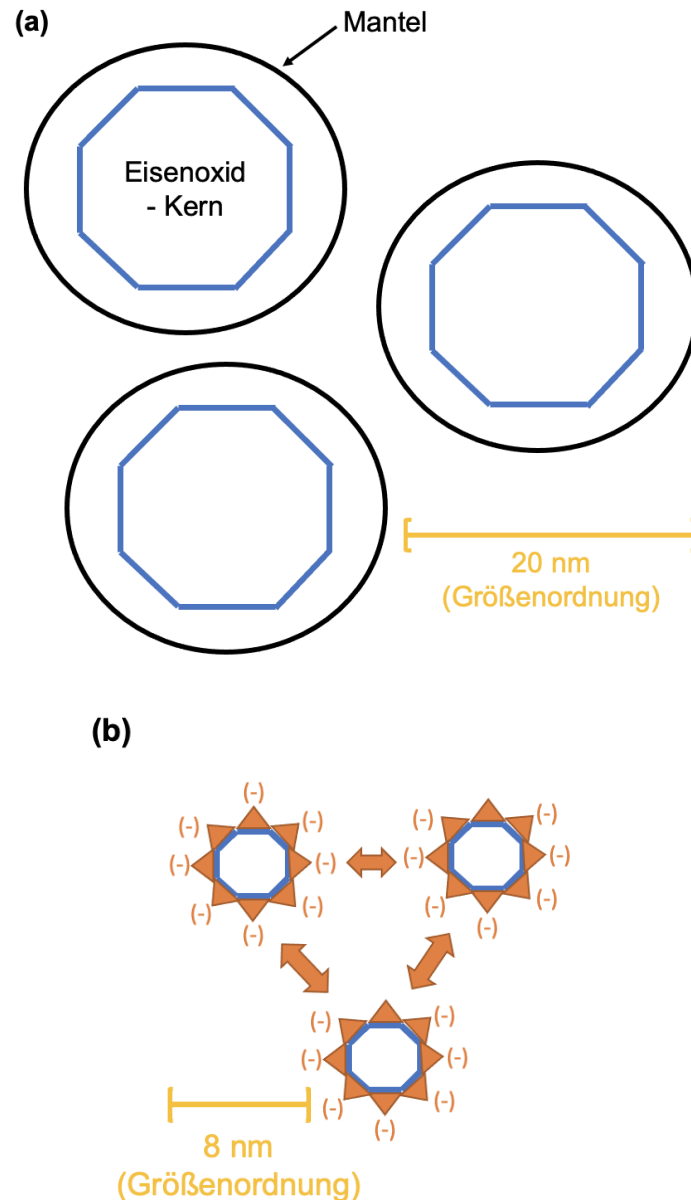 (a)
Mantel
Eisenoxid
- Kern
20 nm
(Größenordnung)
(b)
(-)
(-) (-) (-) (-)
(-) (-) (-) (-)
(-) (-) (-) (-)
(-)
(-)
(-) (-)
(-) (-)
(-) (-)
(-)
8 nm
(Größenordnung)